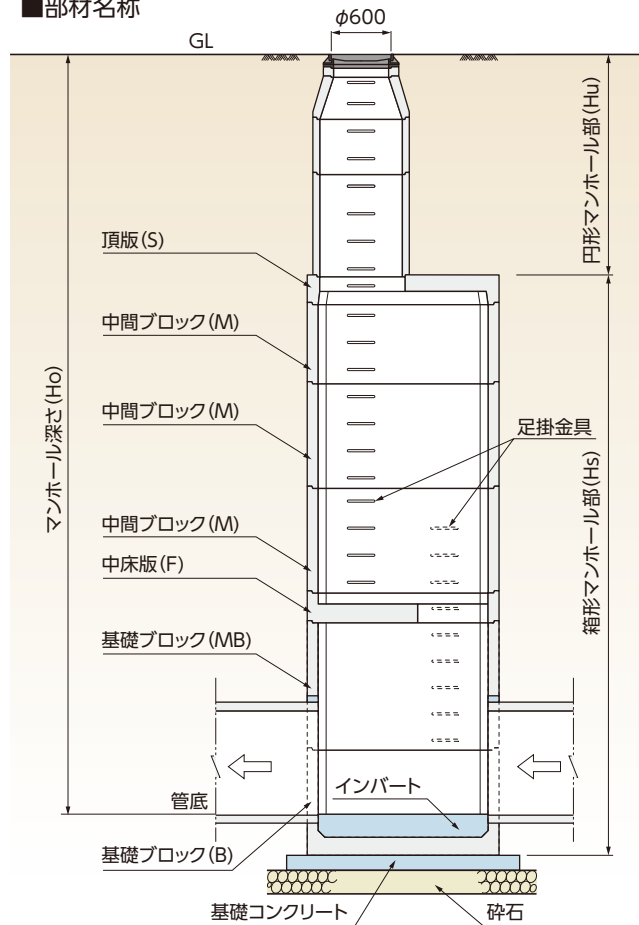 ■部材名称
φ600
GL
円形マンホール部(Hu)
頂版(S)
中間ブロック(M)
マンホール深さ(Ho)
中間ブロック(M)
足掛金具
箱形マンホール部(Hs)
中間ブロック(M)
中床版(F)
基礎ブロック(MB)
インバート
管底
基礎ブロック(B)
基礎コンクリート
砕石